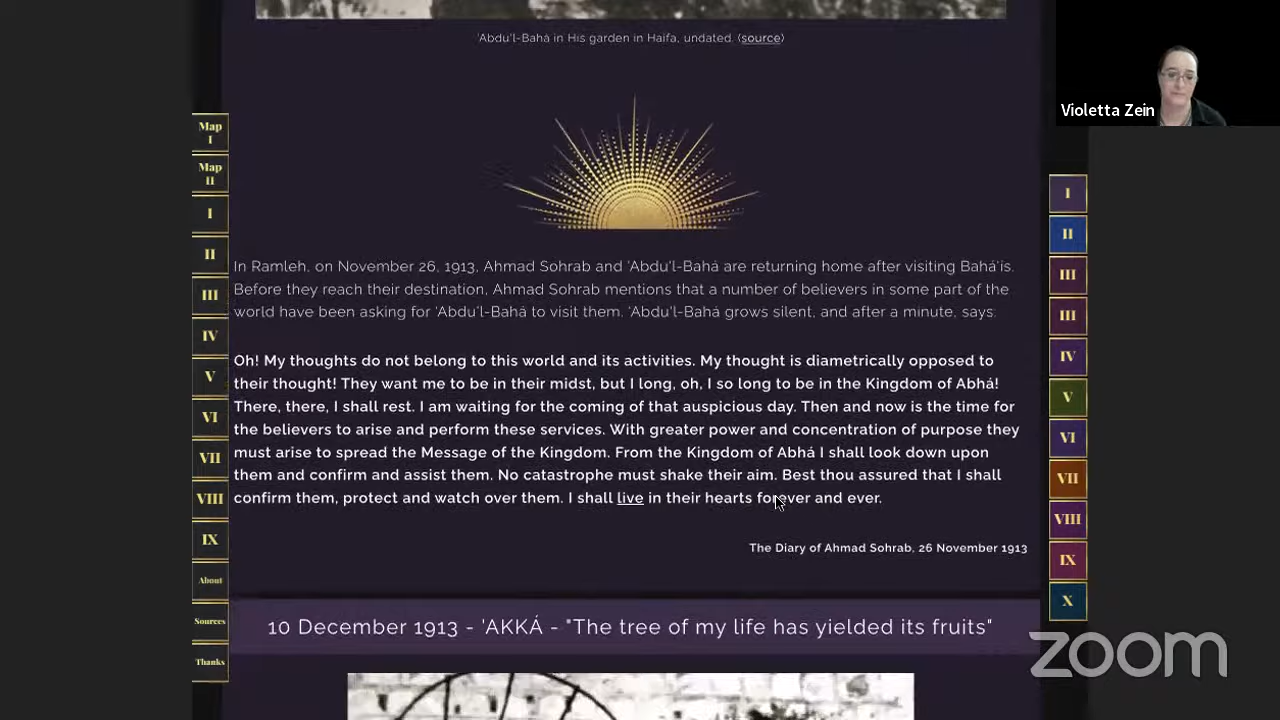 'Abdu'l-Bahá in His garden in Haifa, undated. (source)
Violetta Zein
Map
I
Map
II
I
II
III
IV
V
VI
VII
VIII
IX
About
Sources
Thanks
In Ramleh, on November 26, 1913, Ahmad Sohrab and 'Abdu'l-Bahá are returning home after visiting Bahá'ís.
Before they reach their destination, Ahmad Sohrab mentions that a number of believers in some part of the
world have been asking for 'Abdu'l-Bahá to visit them. 'Abdu'l-Bahá grows silent, and after a minute, says:
Oh! My thoughts do not belong to this world and its activities. My thought is diametrically opposed to
their thought! They want me to be in their midst, but I long, oh, I so long to be in the Kingdom of Abhá!
There, there, I shall rest. I am waiting for the coming of that auspicious day. Then and now is the time for
the believers to arise and perform these services. With greater power and concentration of purpose they
must arise to spread the Message of the Kingdom. From the Kingdom of Abhá I shall look down upon
them and confirm and assist them. No catastrophe must shake their aim. Best thou assured that I shall
confirm them, protect and watch over them. I shall live in their hearts forever and ever.
The Diary of Ahmad Sohrab, 26 November 1913
10 December 1913 - 'AKKÁ - "The tree of my life has yielded its fruits"
I
II
III
III
IV
V
VI
VII
VIII
IX
X
zoom